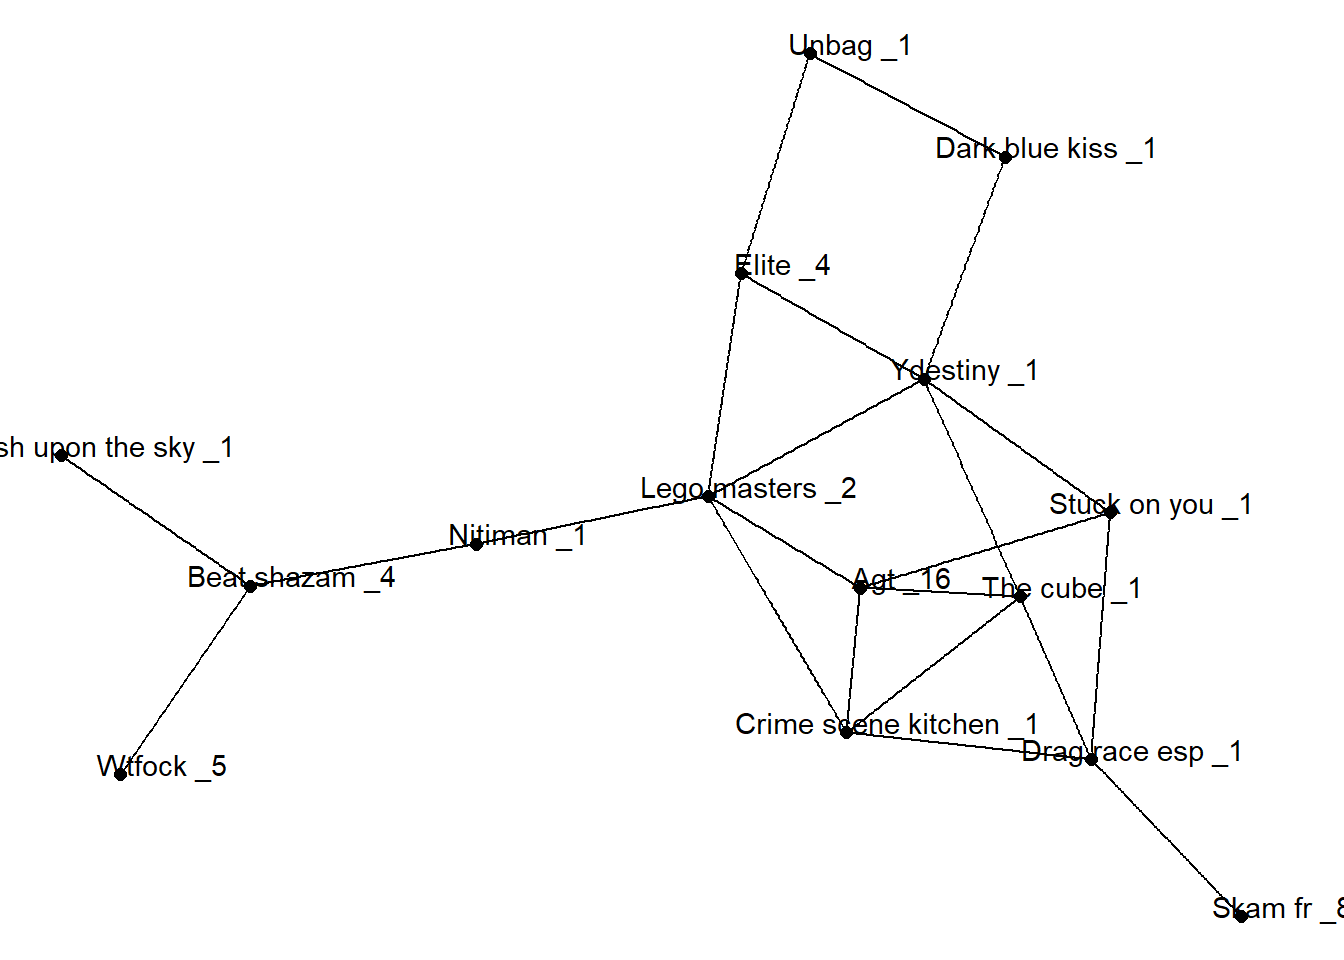 Unbag _1
Dark blue kiss _1
Elite _4
Ydestiny _1
upon the sky _1
Lego masters _2
Stuck on you _1
Nitiman _1
Beat shazam _4
Agt _16
The cube _1
Crime scene kitchen _1
Drag race esp _1
Wtfock _5
Skam fr _8